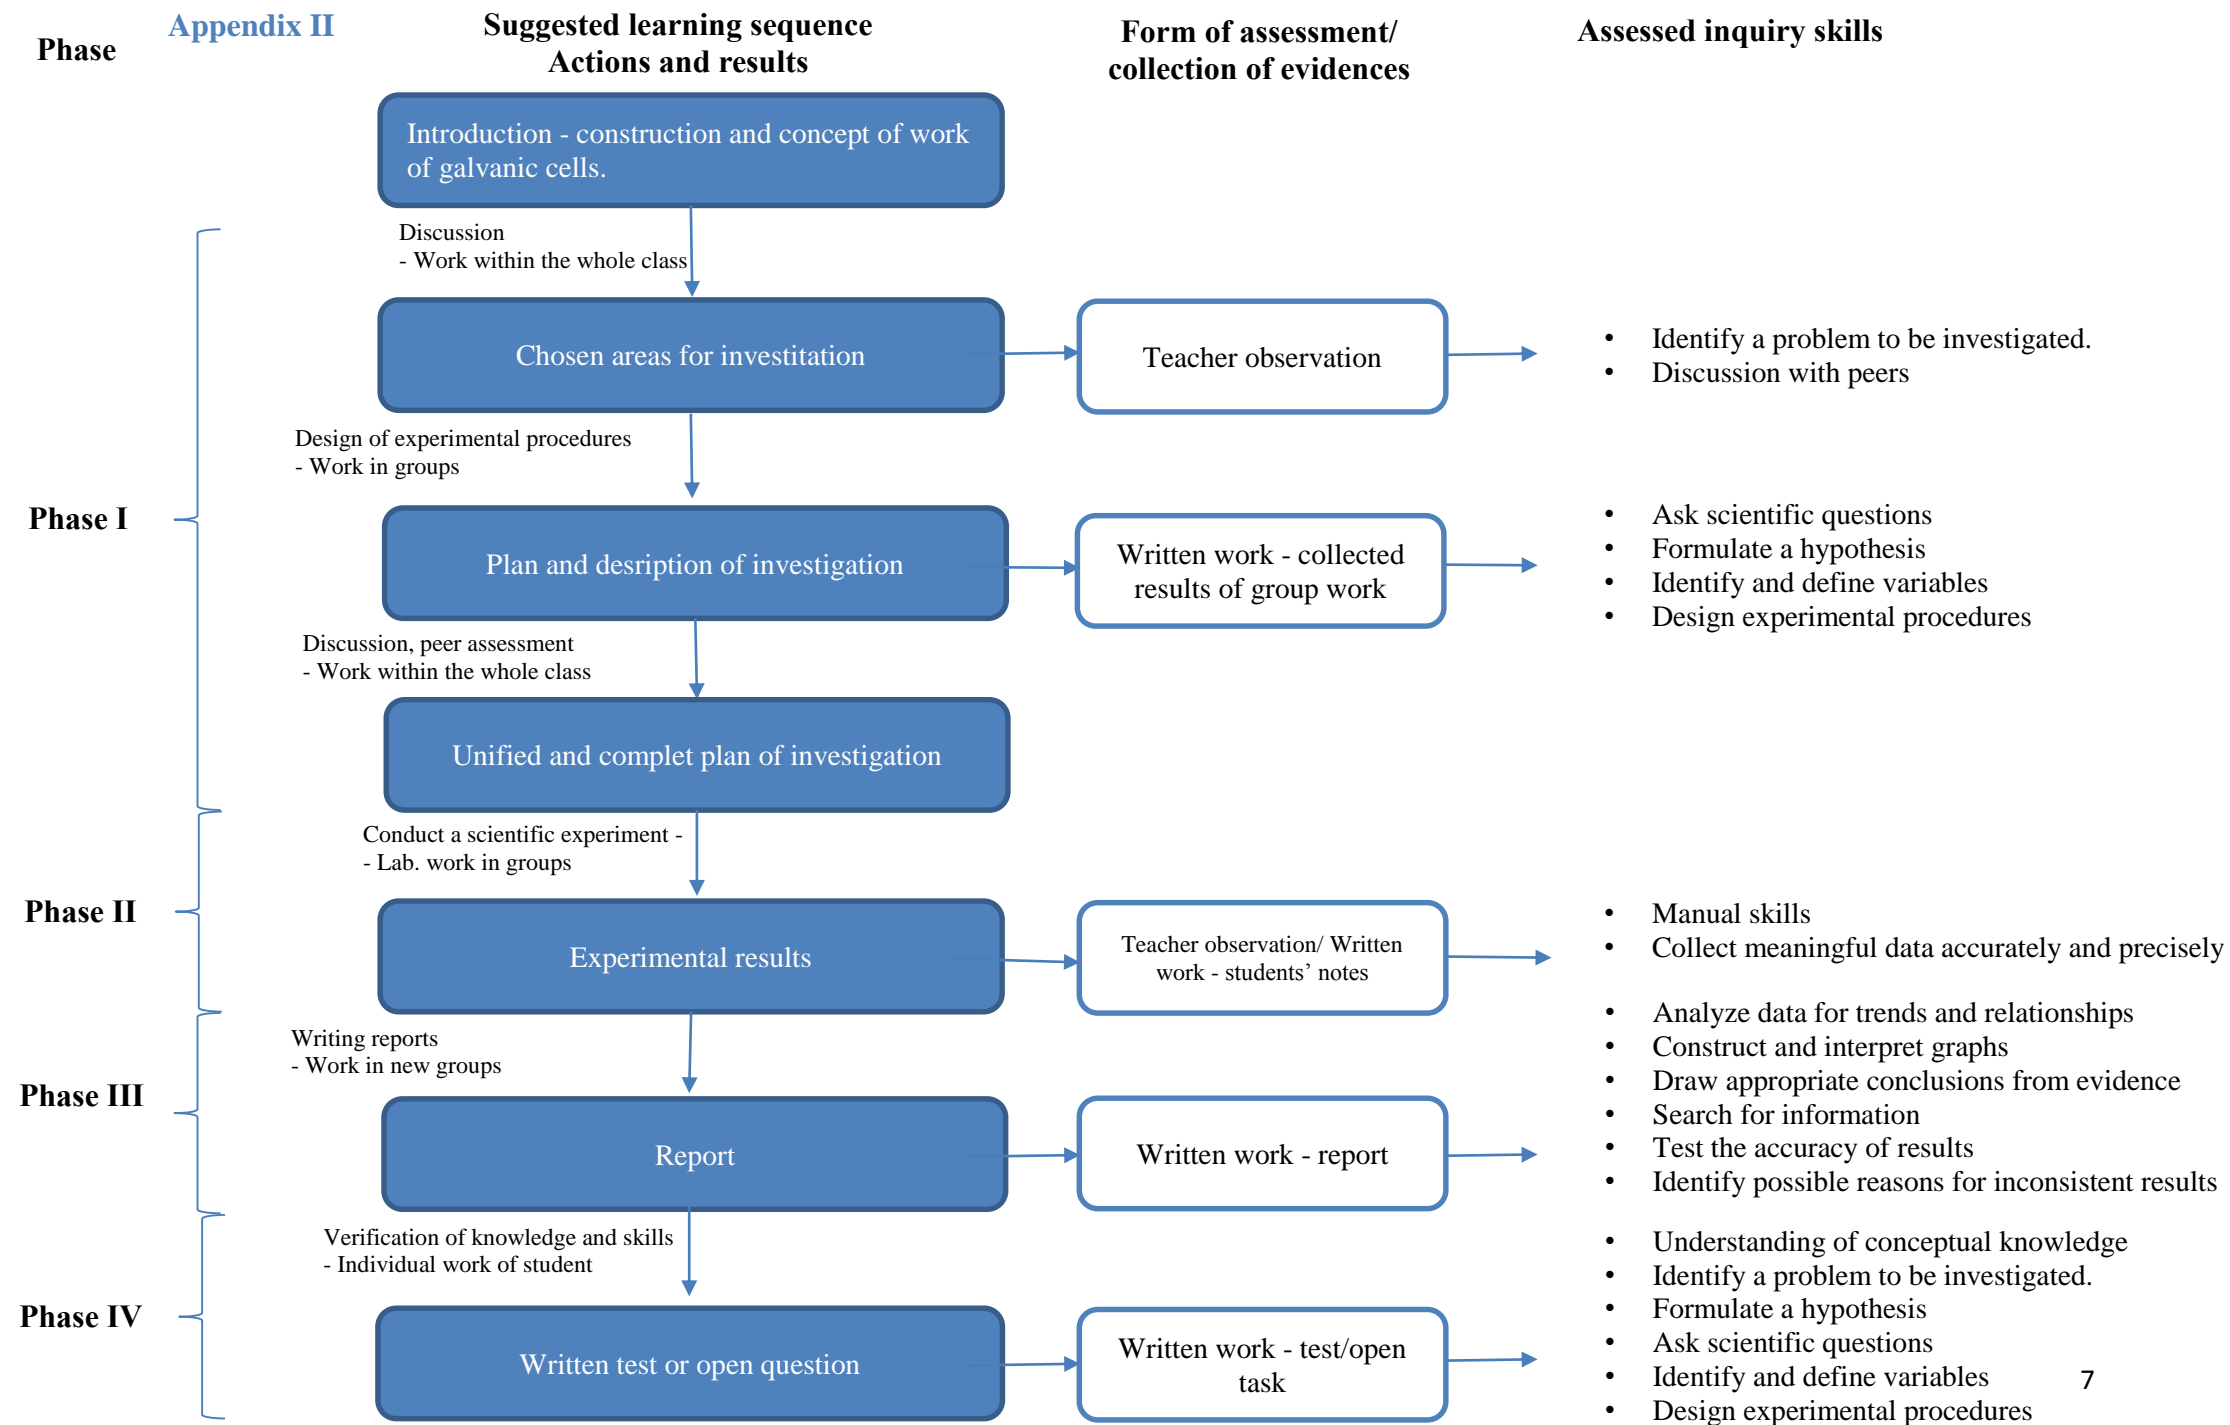 Appendix II
Phase
Suggested learning sequence
Actions and results
Form of assessment/
collection of evidences
Assessed inquiry skills
Introduction - construction and concept of work
of galvanic cells.
Discussion
- Work within the whole class
Chosen areas for investitation
Teacher observation
• Identify a problem to be investigated.
• Discussion with peers
Design of experimental procedures
- Work in groups
Phase I
Plan and desription of investigation
Written work - collected
results of group work
• Ask scientific questions
• Formulate a hypothesis
• Identify and define variables
• Design experimental procedures
Discussion, peer assessment
- Work within the whole class
Unified and complet plan of investigation
Conduct a scientific experiment -
- Lab. work in groups
Phase II
Experimental results
Teacher observation/ Written
work - students’ notes
• Manual skills
• Collect meaningful data accurately and precisely
Writing reports
- Work in new groups
Phase III
Report
Written work - report
• Analyze data for trends and relationships
• Construct and interpret graphs
• Draw appropriate conclusions from evidence
• Search for information
• Test the accuracy of results
• Identify possible reasons for inconsistent results
Verification of knowledge and skills
- Individual work of student
Phase IV
Written test or open question
Written work - test/open
task
• Understanding of conceptual knowledge
• Identify a problem to be investigated.
• Formulate a hypothesis
• Ask scientific questions
• Identify and define variables
• Design experimental procedures
7